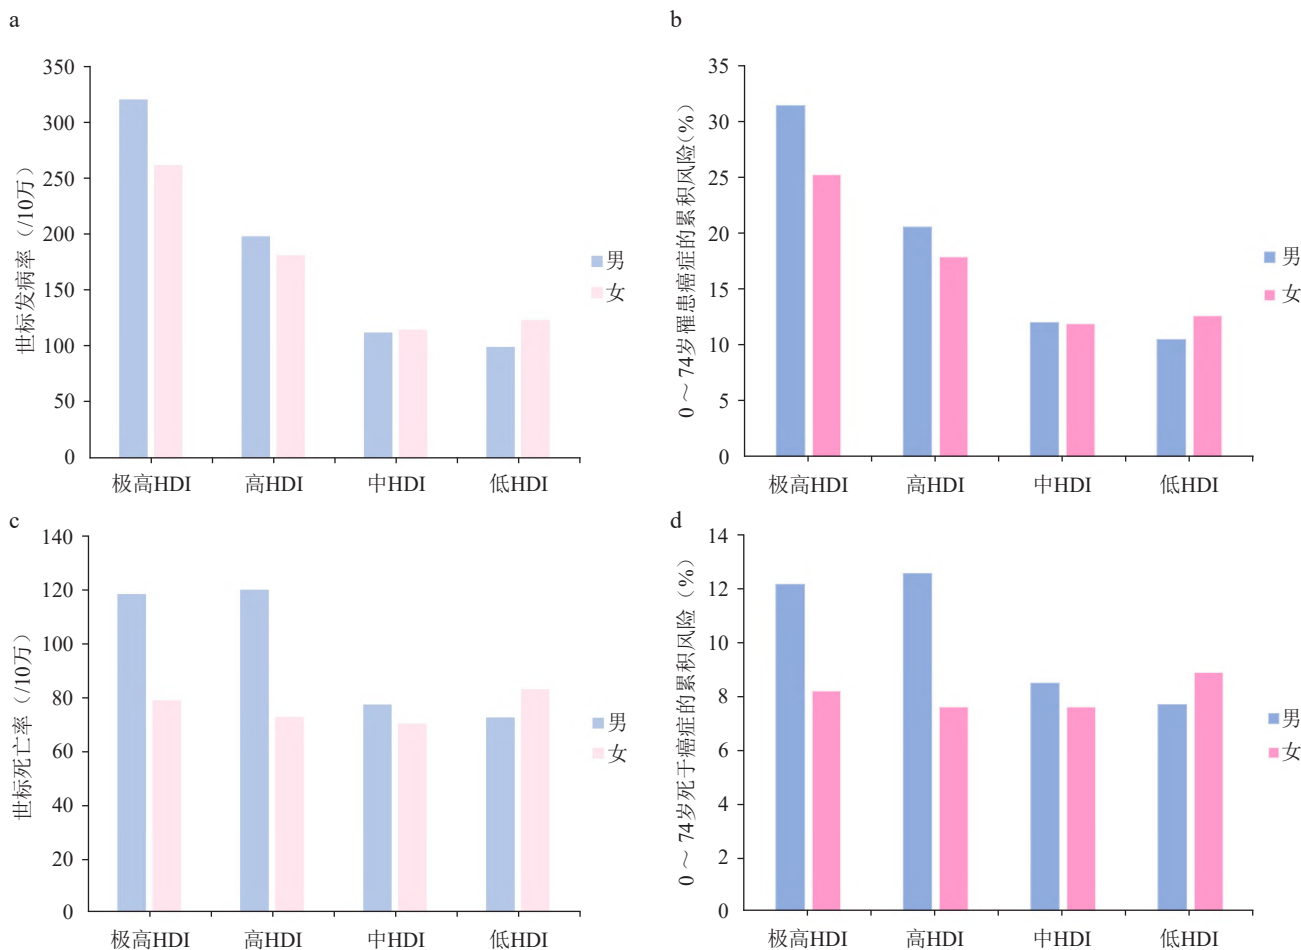 a
世标发病率（/10万）
350
300
250
200
150
100
50
0
极高HDI
高HDI
中HDI
低HDI
男
女
b
0～74岁罹患癌症的累积风险(%)
35
30
25
20
15
10
5
0
极高HDI
高HDI
中HDI
低HDI
男
女
c
世标死亡率（/10万）
140
120
100
80
60
40
20
0
极高HDI
高HDI
中HDI
低HDI
男
女
d
0～74岁死于癌症的累积风险（%）
14
12
10
8
6
4
2
0
极高HDI
高HDI
中HDI
低HDI
男
女